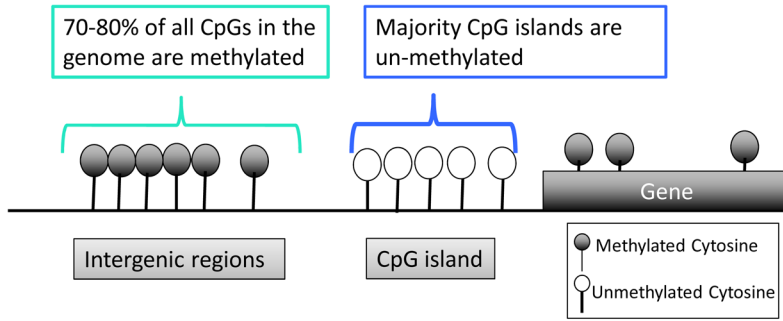 70-80% of all CpGs in the
genome are methylated
Majority CpG islands are
un-methylated
Gene
Intergenic regions
CpG island
Methylated Cytosine
Unmethylated Cytosine